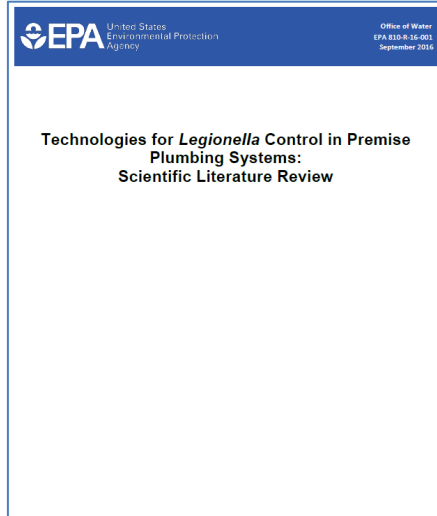 EPA
United States
Environmental Protection
Agency
Office of Water
EPA 810-R-16-001
September 2016
Technologies for Legionella Control in Premise
Plumbing Systems:
Scientific Literature Review